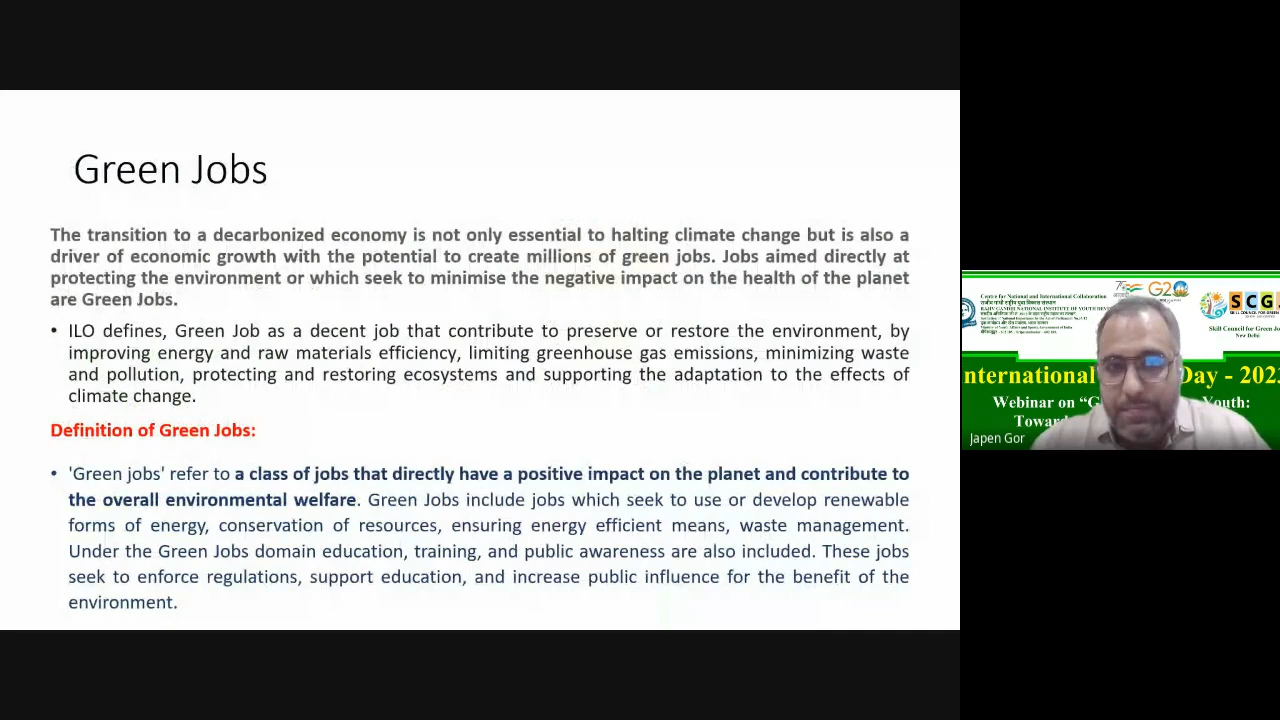 Green Jobs
The transition to a decarbonized economy is not only essential to halting climate change but is also a
driver of economic growth with the potential to create millions of green jobs. Jobs aimed directly at
protecting the environment or which seek to minimise the negative impact on the health of the planet
are Green Jobs.
• ILO defines, Green Job as a decent job that contribute to preserve or restore the environment, by
improving energy and raw materials efficiency, limiting greenhouse gas emissions, minimizing waste
and pollution, protecting and restoring ecosystems and supporting the adaptation to the effects of
climate change.
Definition of Green Jobs:
• 'Green jobs' refer to a class of jobs that directly have a positive impact on the planet and contribute to
the overall environmental welfare. Green Jobs include jobs which seek to use or develop renewable
forms of energy, conservation of resources, ensuring energy efficient means, waste management.
Under the Green Jobs domain education, training, and public awareness are also included. These jobs
seek to enforce regulations, support education, and increase public influence for the benefit of the
environment.
Centre for National and International Collaboration
G20
SCGJ
Skill Council for Green Jo
New Delhi
nternational Day - 202
Webinar on "G Youth:
Towar
Japen Gor